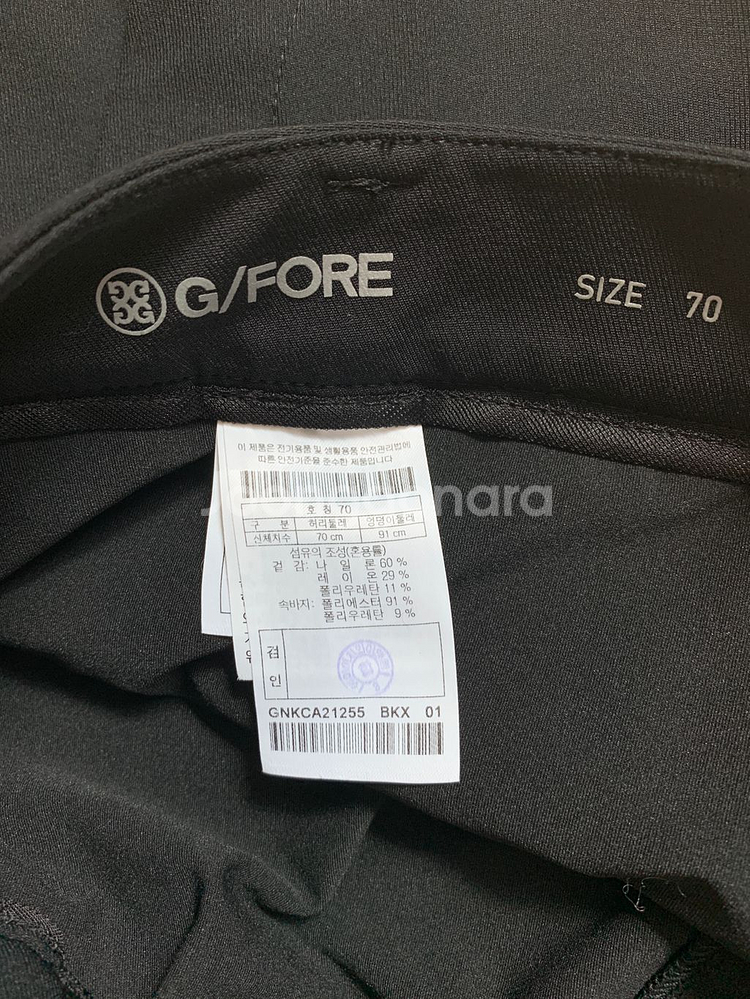 G/FORE
SIZE 70
이 제품은 전기용품 및 생활용품 안전관리법에
따른 안전기준을 준수한 제품입니다
호칭 70
구분 허리둘레 엉덩이둘레
신체치수 70 cm 91 cm
섬유의 조성(혼용률)
겉감: 나일론 60 %
레이온 29 %
폴리우레탄 11 %
속바지: 폴리에스터 91 %
폴리우레탄 9 %
검
인
GNKCA21255 BKX 01